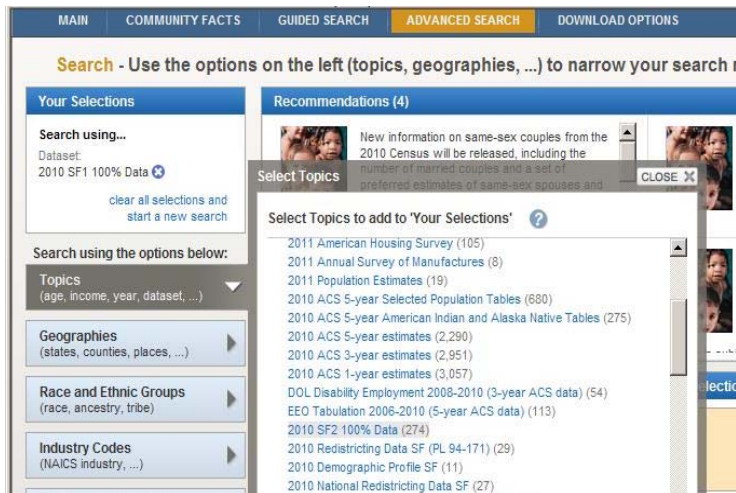 MAIN COMMUNITY FACTS GUIDED SEARCH ADVANCED SEARCH DOWNLOAD OPTIONS
Search - Use the options on the left (topics, geographies, ...) to narrow your search
Your Selections
Search using...
Dataset:
2010 SF1 100% Data
clear all selections and
start a new search
Search using the options below:
Topics
(age, income, year, dataset, ...)
Geographies
(states, counties, places, ...)
Race and Ethnic Groups
(race, ancestry, tribe)
Industry Codes
(NAICS industry, ...)
Recommendations (4)
New information on same-sex couples from the
2010 Census will be released, including the
number of married couples and a set of
preferred estimates of same-sex spouses and
Select Topics
CLOSE X
Select Topics to add to 'Your Selections' ?
2011 American Housing Survey (105)
2011 Annual Survey of Manufactures (8)
2011 Population Estimates (19)
2010 ACS 5-year Selected Population Tables (680)
2010 ACS 5-year American Indian and Alaska Native Tables (275)
2010 ACS 5-year estimates (2,290)
2010 ACS 3-year estimates (2,951)
2010 ACS 1-year estimates (3,057)
DOL Disability Employment 2008-2010 (3-year ACS data) (54)
EEO Tabulation 2006-2010 (5-year ACS data) (113)
2010 SF2 100% Data (274)
2010 Redistricting Data SF (PL 94-171) (29)
2010 Demographic Profile SF (11)
2010 National Redistricting Data SF (27)